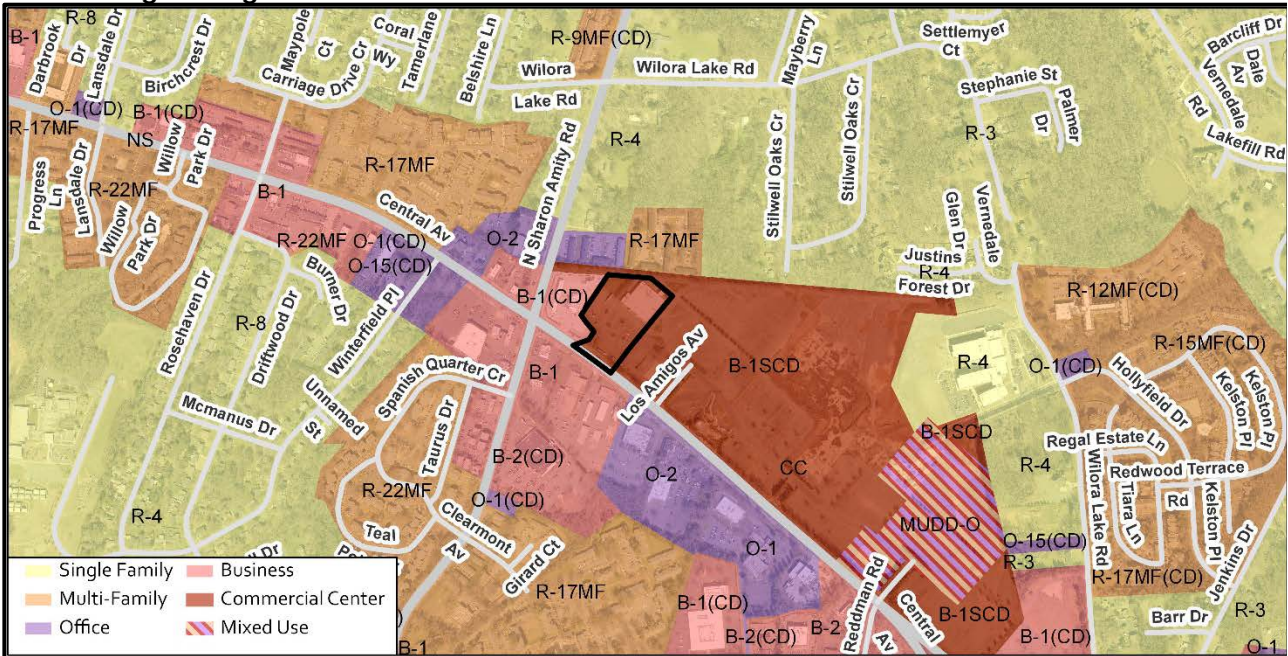 R-8
B-1
Darbrook
Dr
Lansdale Dr
Birchcrest Dr
Maypole
Ct
Carriage Drive Cr
Coral
Wy
Tamerlane
Belshire Ln
R-9MF(CD)
Wilora
Lake Rd
Wilora Lake Rd
Mayberry
Ln
Settlemyer
Ct
Stephanie St
Palmer
Dr
Barcliff Dr
Dale
Av
Vernedale
Rd
Lakefill Rd
O-1(CD)
B-1(CD)
R-17MF
NS
Willow
Park Dr
Progress
Ln
Lansdale Dr
R-22MF
Willow
Park Dr
B-1
R-17MF
Central Av
N Sharon Amity Rd
R-4
Stilwell Oaks Cr
Stilwell Oaks Cr
R-3
Glen Dr
Vernedale
Justins
R-4
Forest Dr
R-22MF
O-1(CD)
O-15(CD)
O-2
R-17MF
B-1(CD)
Rosehaven Dr
R-8
Driftwood Dr
Burner Dr
Winterfield Pl
Unnamed
St
Spanish Quarter Cr
B-1
Los Amigos Av
B-1SCD
R-4
R-12MF(CD)
R-15MF(CD)
O-1(CD)
Hollyfield Dr
Kelston Pl
Kelston Pl
Mcmanus Dr
R-4
Taurus Dr
B-2(CD)
R-22MF
O-1(CD)
O-2
CC
B-1SCD
R-4
Regal Estate Ln
Redwood Terrace
Rd
Wilora Lake Rd
Tiara Ln
Kelston Pl
Teal
Clearmont
Av
Girard Ct
R-17MF
O-1
MUDD-O
O-15(CD)
R-3
R-17MF(CD)
Jenkins Dr
Reddman Rd
Central
Av
B-1SCD
B-1(CD)
B-2(CD)
B-2
B-1(CD)
Barr Dr
R-3
O-1
B-1
Single Family
Business
Multi-Family
Commercial Center
Office
Mixed Use